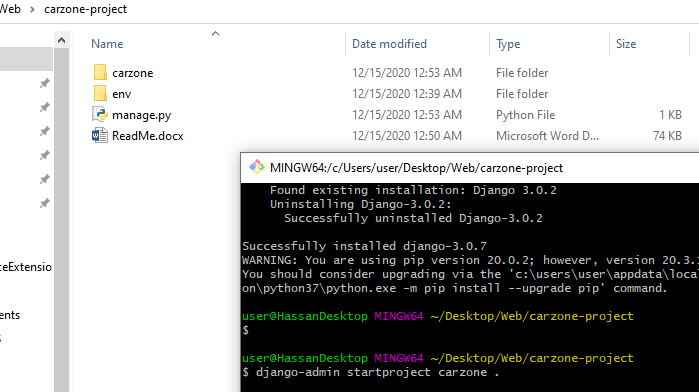 Web > carzone-project
Name Date modified Type Size
carzone 12/15/2020 12:53 AM File folder
env 12/15/2020 12:39 AM File folder
manage.py 12/15/2020 12:53 AM Python File 1 KB
ReadMe.docx 12/15/2020 12:50 AM Microsoft Word D... 74 KB
MINGW64:/c/Users/user/Desktop/Web/carzone-project
Found existing installation: Django 3.0.2
Uninstalling Django-3.0.2:
Successfully uninstalled Django-3.0.2
Successfully installed django-3.0.7
WARNING: You are using pip version 20.0.2; however, version 20.3.1
You should consider upgrading via the 'c:\users\user\appdata\local
on\python37\python.exe -m pip install --upgrade pip' command.
user@HassanDesktop MINGW64 ~/Desktop/Web/carzone-project
$
user@HassanDesktop MINGW64 ~/Desktop/Web/carzone-project
$ django-admin startproject carzone .
ceExtensio
ents